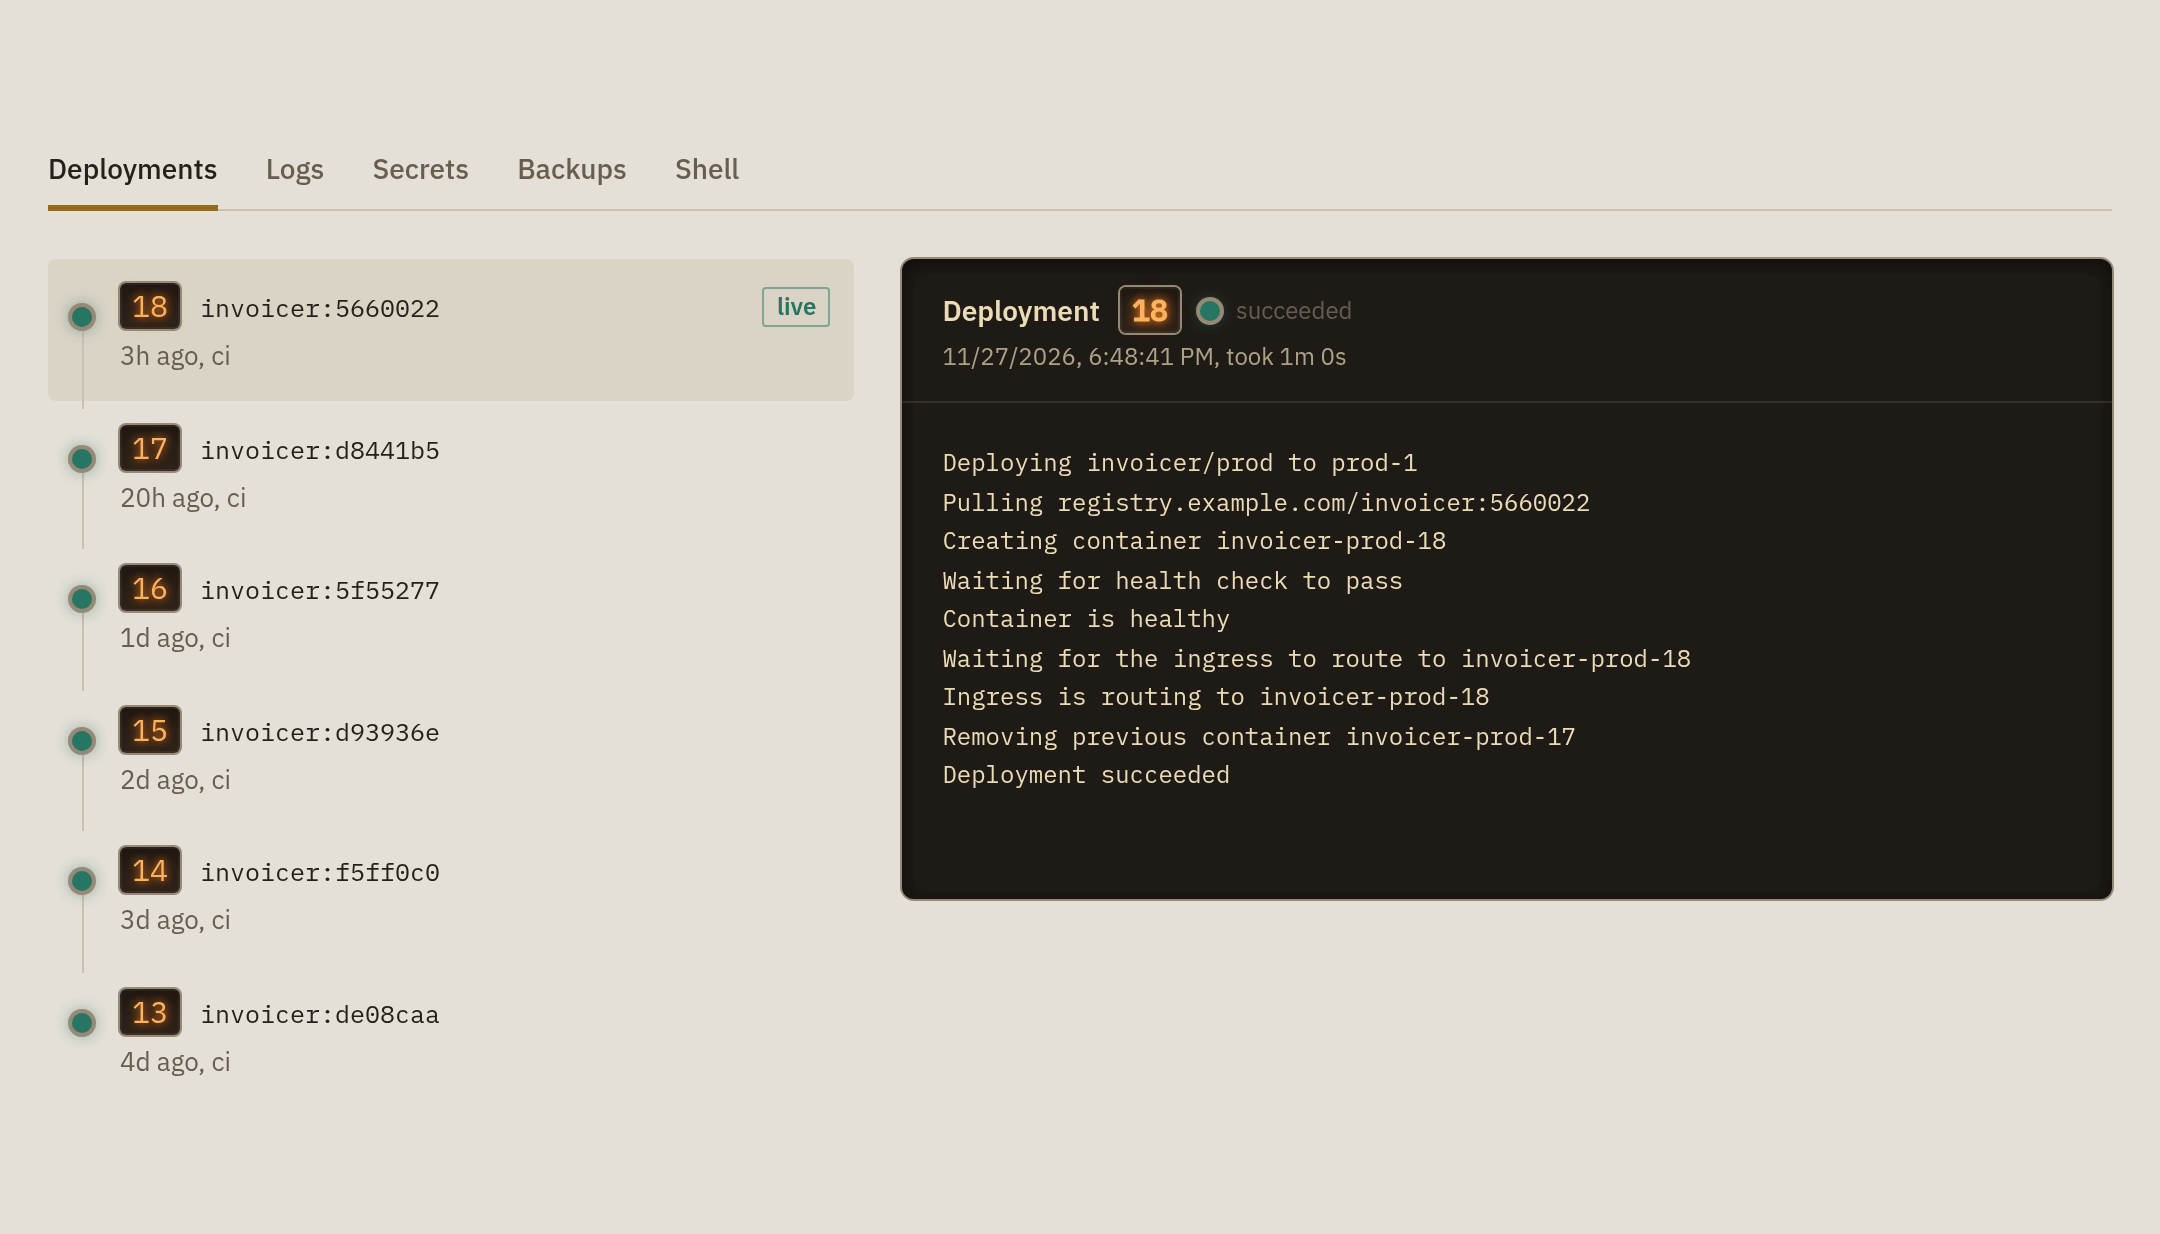 Deployments Logs Secrets Backups Shell
18 invoicer:5660022 live
3h ago, ci
17 invoicer:d8441b5
20h ago, ci
16 invoicer:5f55277
1d ago, ci
15 invoicer:d93936e
2d ago, ci
14 invoicer:f5ff0c0
3d ago, ci
13 invoicer:de08caa
4d ago, ci
Deployment 18 succeeded
11/27/2026, 6:48:41 PM, took 1m 0s
Deploying invoicer/prod to prod-1
Pulling registry.example.com/invoicer:5660022
Creating container invoicer-prod-18
Waiting for health check to pass
Container is healthy
Waiting for the ingress to route to invoicer-prod-18
Ingress is routing to invoicer-prod-18
Removing previous container invoicer-prod-17
Deployment succeeded